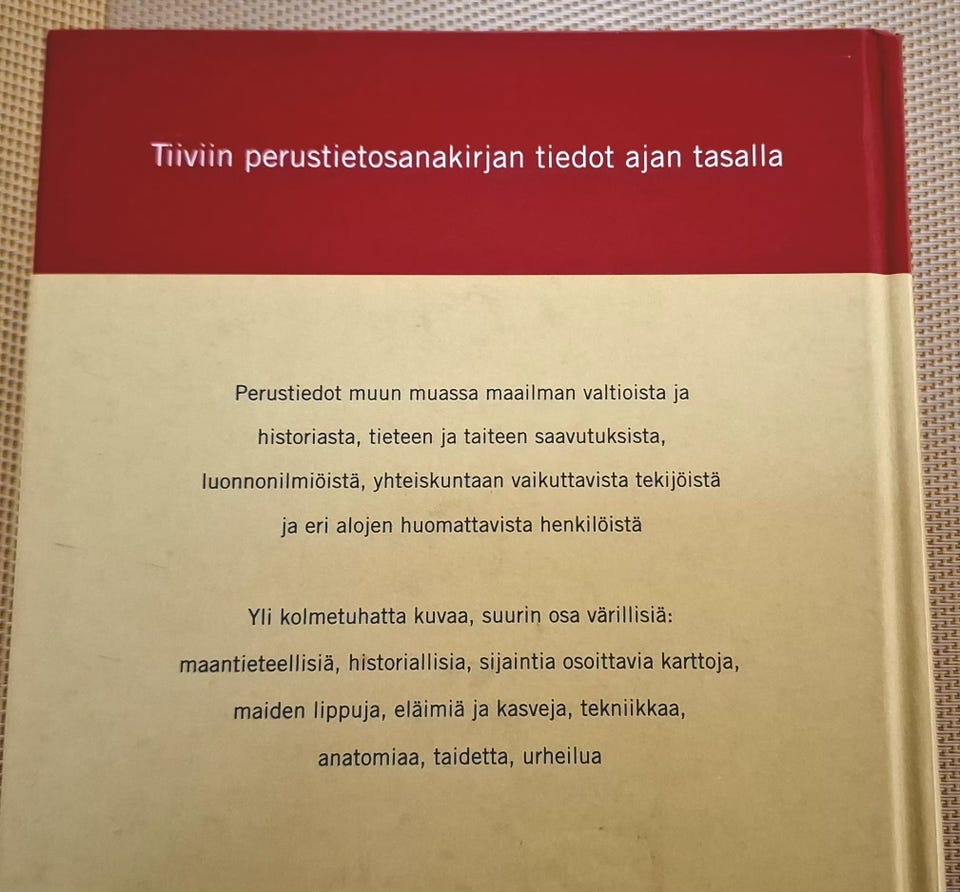 Tiiviin perustietosanakirjan tiedot ajan tasalla
Perustiedot muun muassa maailman valtioista ja
historiasta, tieteen ja taiteen saavutuksista,
luonnonilmiöistä, yhteiskuntaan vaikuttavista tekijöistä
ja eri alojen huomattavista henkilöistä
Yli kolmetuhatta kuvaa, suurin osa värillisiä:
maantieteellisiä, historiallisia, sijaintia osoittavia karttoja,
maiden lippuja, eläimiä ja kasveja, tekniikkaa,
anatomiaa, taidetta, urheilua